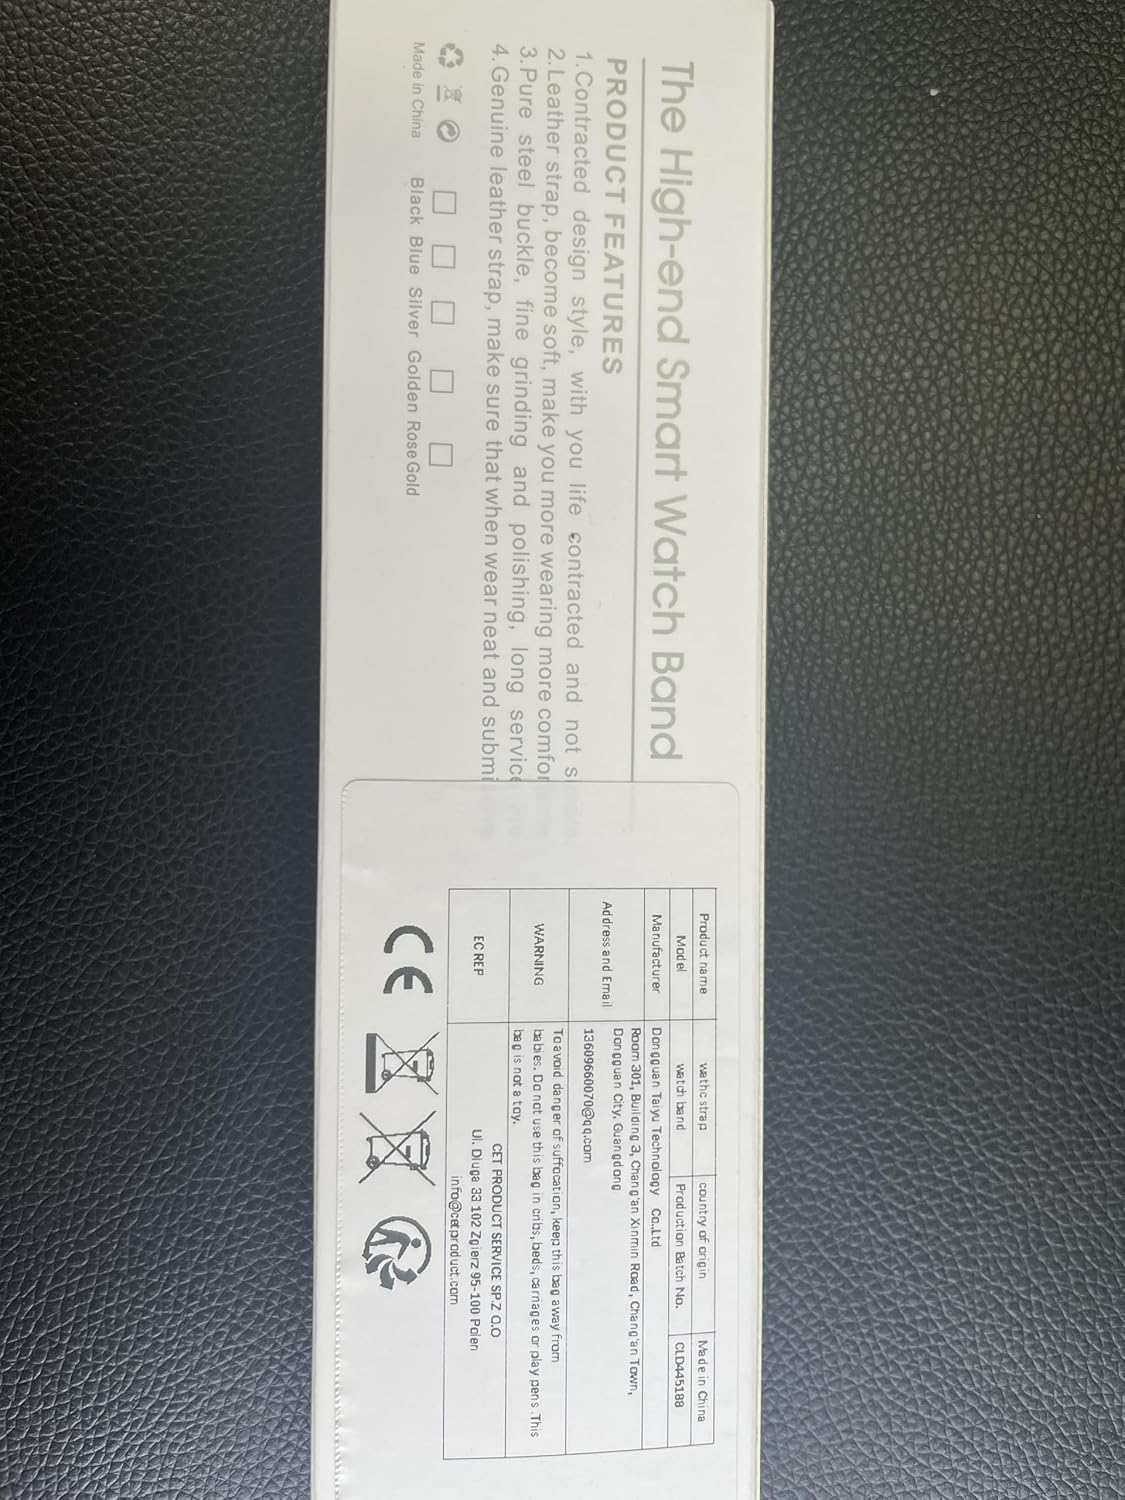 The High-end Smart Watch Band
PRODUCT FEATURES
1.Contracted design style, with you life contracted and not s
2.Leather strap, become soft, make you more wearing more comfor
3.Pure steel buckle, fine grinding and polishing, long service
4.Genuine leather strap, make sure that when wear neat and submi
Made in China
Black Blue Silver Golden Rose Gold
Product name wathc strap country of origin Made in China
Model watch band Production Batch No. CLD445188
Manufacturer Dongguan Taiyu Technology Co.,Ltd
Address and Email
Room 301, Building 3, Chang'an Xinmin Road, Chang'an Town,
Dongguan City, Guangdong
13609660070@qq.com
WARNING
To avoid danger of suffocation, keep this bag away from
babies. Do not use this bag in cribs, beds, carriages or play pens .This
bag is not a toy.
EC REP
CET PRODUCT SERVICE SP.Z O.O
Ul. Dluga 33 102 Zgierz 95-100 Polen
info@cetproduct.com
CE